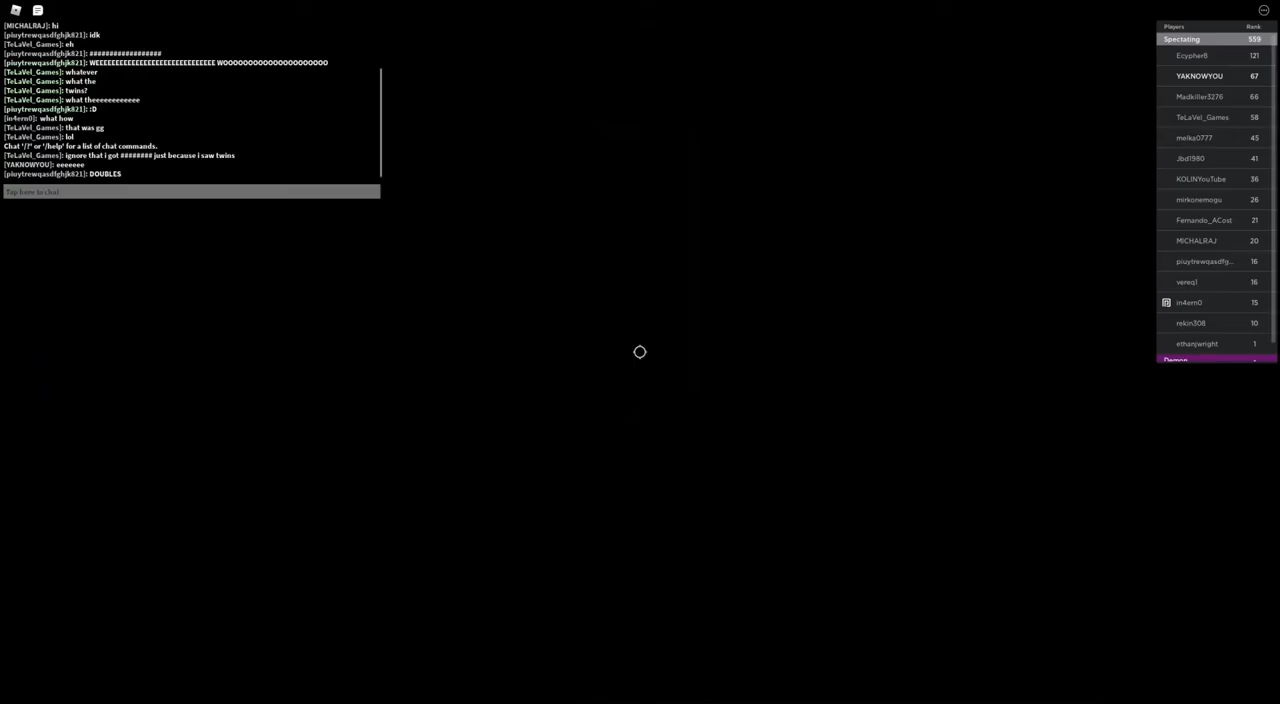 [MICHALRAJ]: hi
[piuytrewqasdfghjk821]: idk
[TeLaVel_Games]: eh
[piuytrewqasdfghjk821]: #################
[piuytrewqasdfghjk821]: WEEEEEEEEEEEEEEEEEEEEEEEEEEEEE WOOOOOOOOOOOOOOOOOOOO
[TeLaVel_Games]: whatever
[TeLaVel_Games]: what the
[TeLaVel_Games]: twins?
[TeLaVel_Games]: what theeeeeeeeeeee
[piuytrewqasdfghjk821]: :D
[in4ern0]: what how
[TeLaVel_Games]: that was gg
[TeLaVel_Games]: lol
Chat '/?' or '/help' for a list of chat commands.
[TeLaVel_Games]: ignore that i got ######## just because i saw twins
[YAKNOWYOU]: eeeeeee
[piuytrewqasdfghjk821]: DOUBLES
Tap here to chat
Players Rank
Spectating 559
Ecypher8 121
YAKNOWYOU 67
Madkiller3276 66
TeLaVel_Games 58
melka0777 45
Jbd1980 41
KOLINYouTube 36
mirkonemogu 26
Fernando_ACost 21
MICHALRAJ 20
piuytrewqasdfg... 16
vereq1 16
in4ern0 15
rekin308 10
ethanjwright 1
Demon -